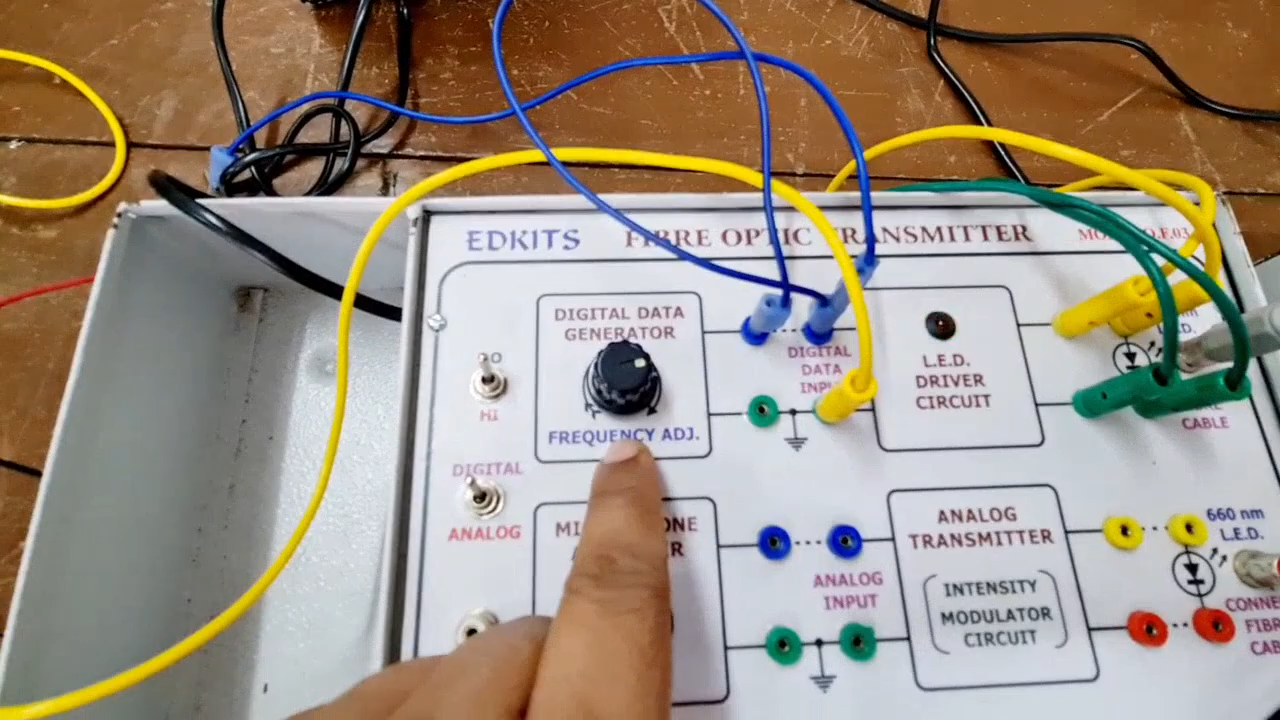 EDKITS FIBRE OPTIC TRANSMITTER
DIGITAL DATA
GENERATOR
FREQUENCY ADJ.
HI
DIGITAL
ANALOG
DIGITAL
DATA
L.E.D.
DRIVER
CIRCUIT
L.E.D.
CABLE
ANALOG
INPUT
ANALOG
TRANSMITTER
INTENSITY
MODULATOR
CIRCUIT
660 nm
L.E.D.